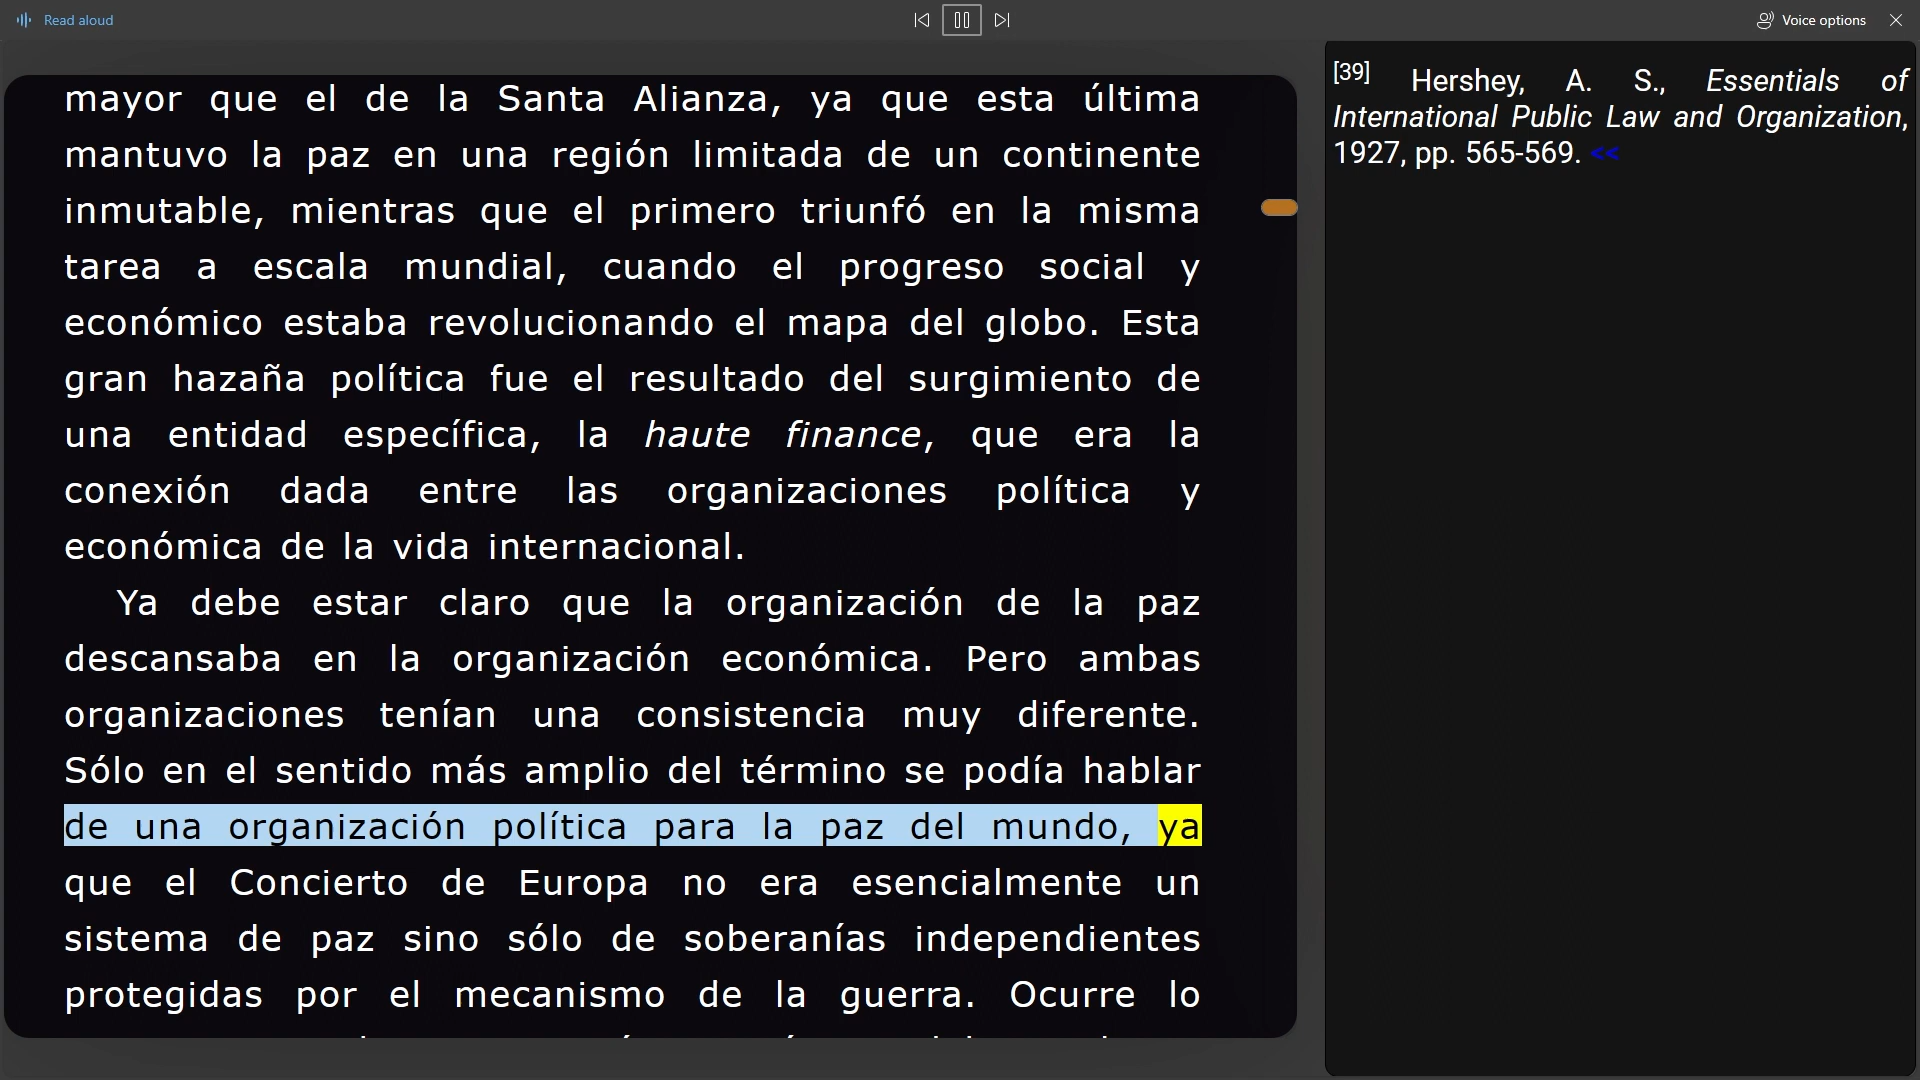 Read aloud
Voice options
mayor que el de la Santa Alianza, ya que esta última
mantuvo la paz en una región limitada de un continente
inmutable, mientras que el primero triunfó en la misma
tarea a escala mundial, cuando el progreso social y
económico estaba revolucionando el mapa del globo. Esta
gran hazaña política fue el resultado del surgimiento de
una entidad específica, la haute finance, que era la
conexión dada entre las organizaciones política y
económica de la vida internacional.
Ya debe estar claro que la organización de la paz
descansaba en la organización económica. Pero ambas
organizaciones tenían una consistencia muy diferente.
Sólo en el sentido más amplio del término se podía hablar
de una organización política para la paz del mundo, ya
que el Concierto de Europa no era esencialmente un
sistema de paz sino sólo de soberanías independientes
protegidas por el mecanismo de la guerra. Ocurre lo
[39] Hershey, A. S., Essentials of
International Public Law and Organization,
1927, pp. 565-569. <<